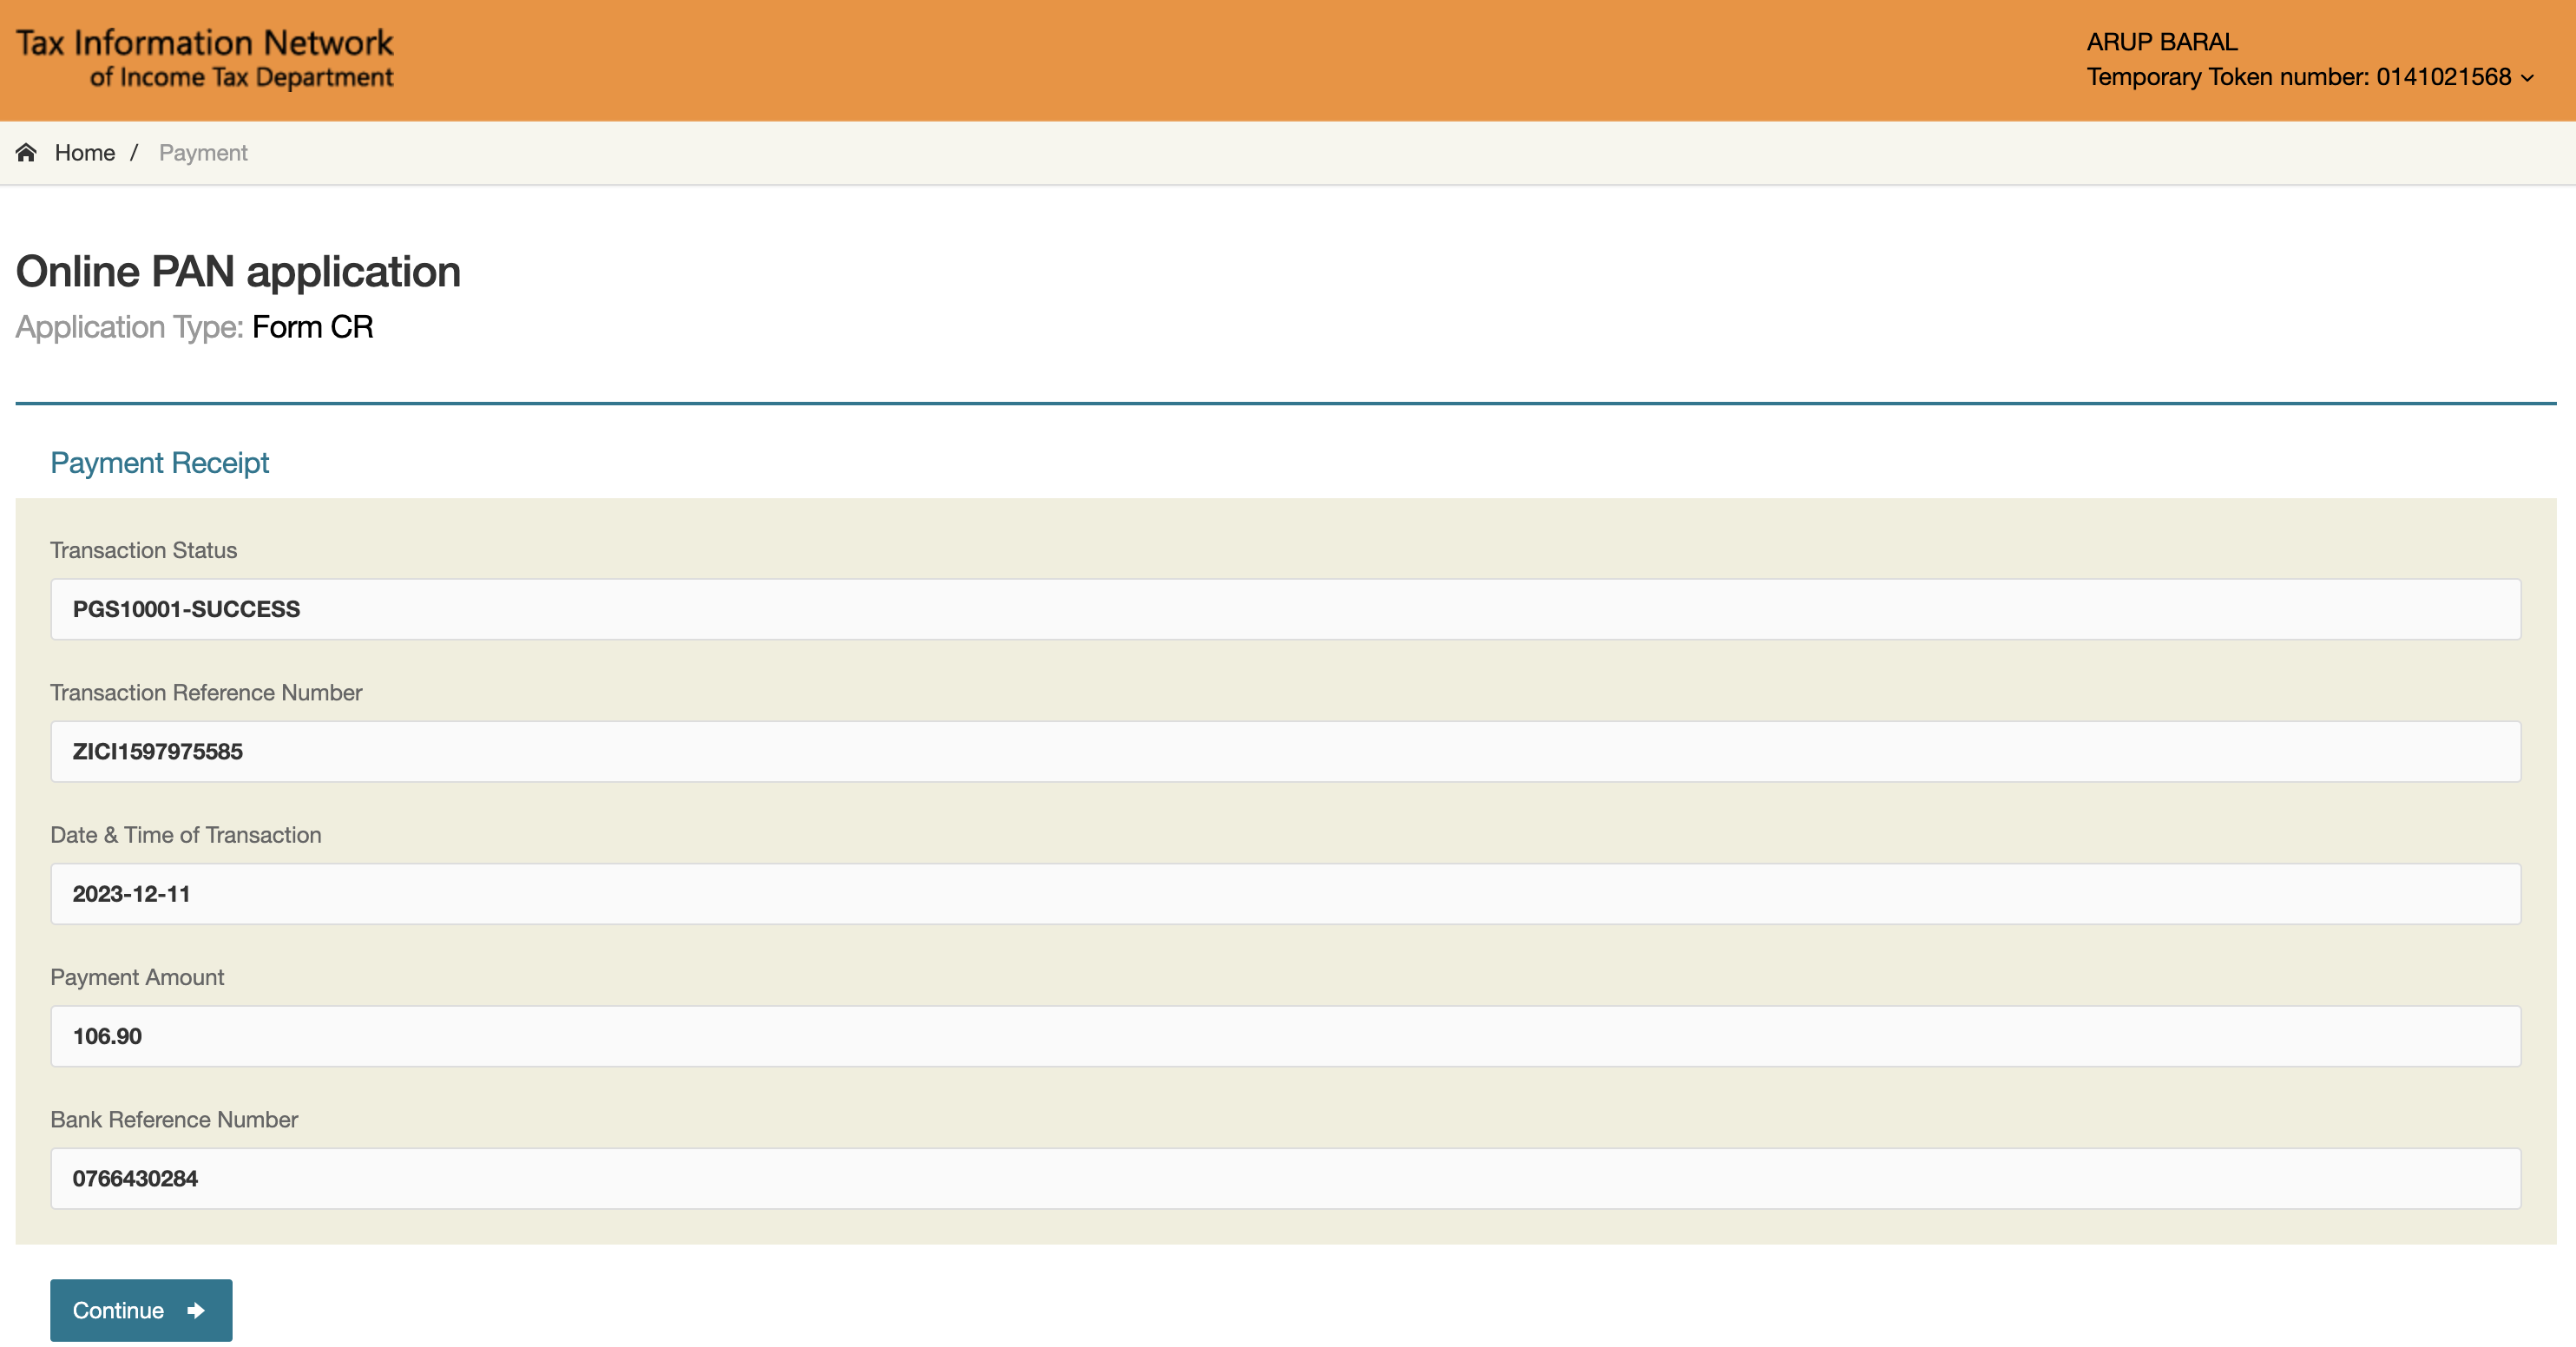 Tax Information Network
of Income Tax Department
ARUP BARAL
Temporary Token number: 0141021568
Home / Payment
Online PAN application
Application Type: Form CR
Payment Receipt
Transaction Status
PGS10001-SUCCESS
Transaction Reference Number
ZICI1597975585
Date & Time of Transaction
2023-12-11
Payment Amount
106.90
Bank Reference Number
0766430284
Continue